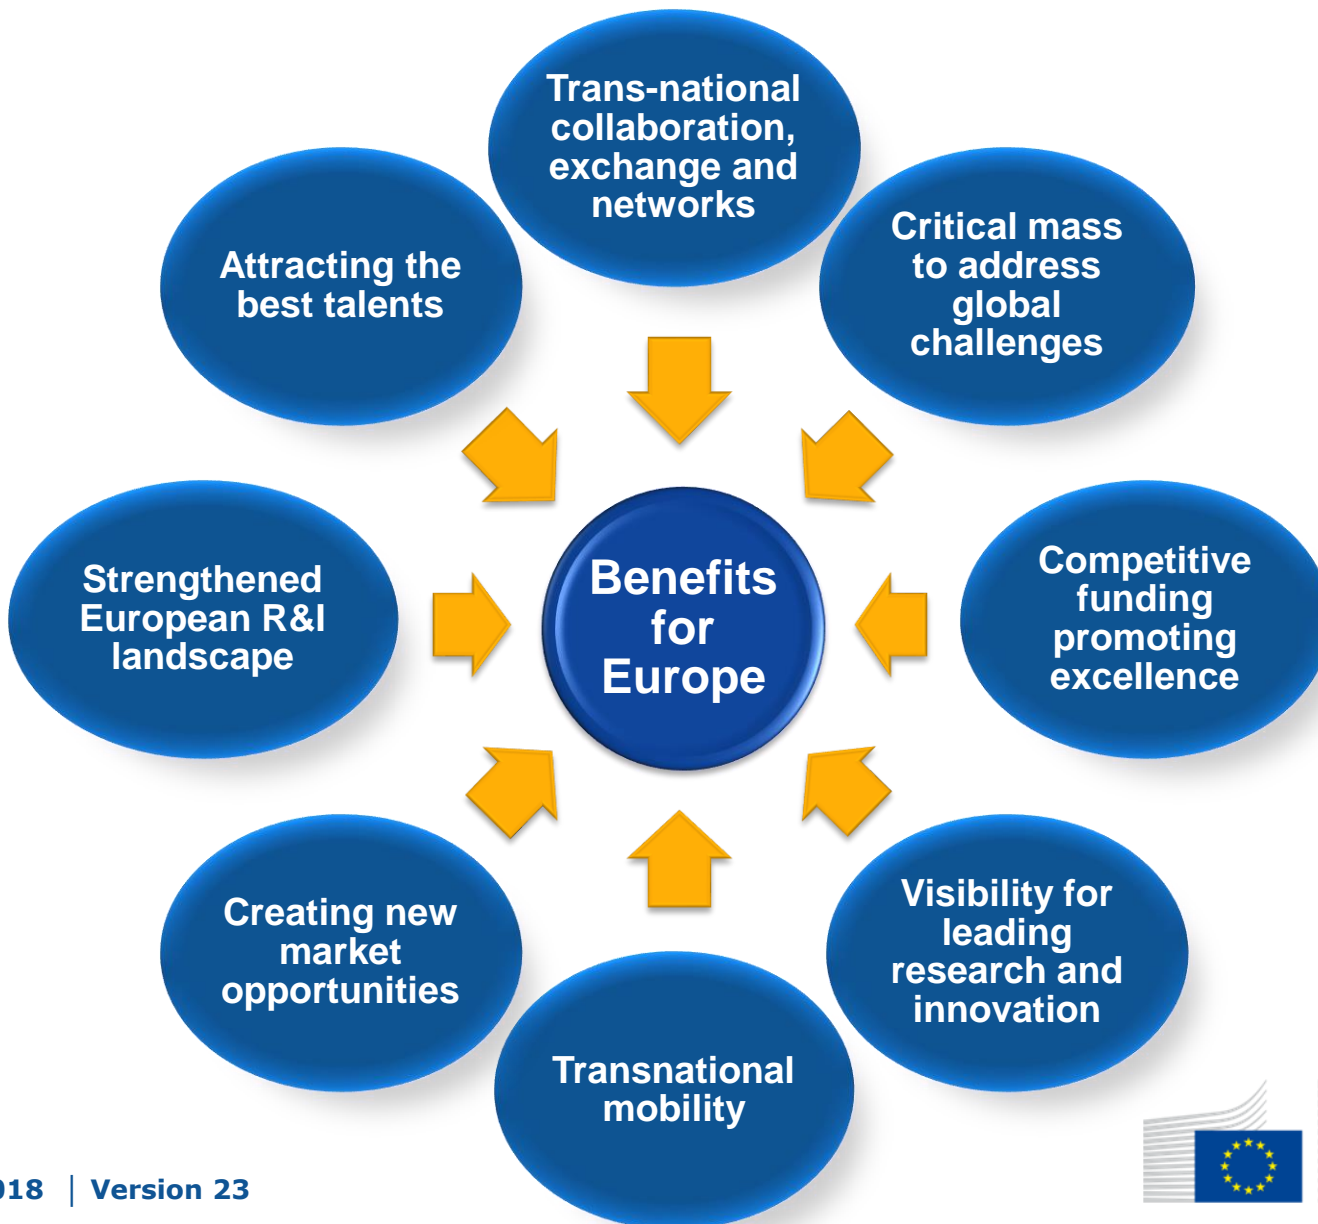 Trans-national
collaboration,
exchange and
networks
Attracting the
best talents
Critical mass
to address
global
challenges
Strengthened
European R&I
landscape
Benefits
for
Europe
Competitive
funding
promoting
excellence
Creating new
market
opportunities
Visibility for
leading
research and
innovation
Transnational
mobility
018 | Version 23